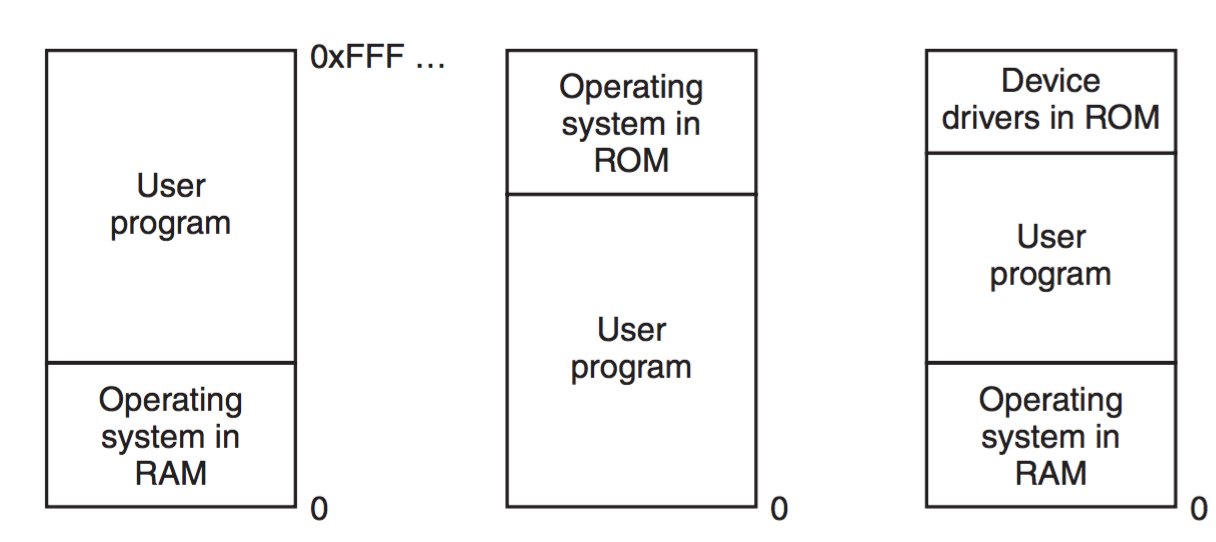 0xFFF …
User
program
Operating
system in
RAM
0
Operating
system in
ROM
User
program
0
Device
drivers in ROM
User
program
Operating
system in
RAM
0